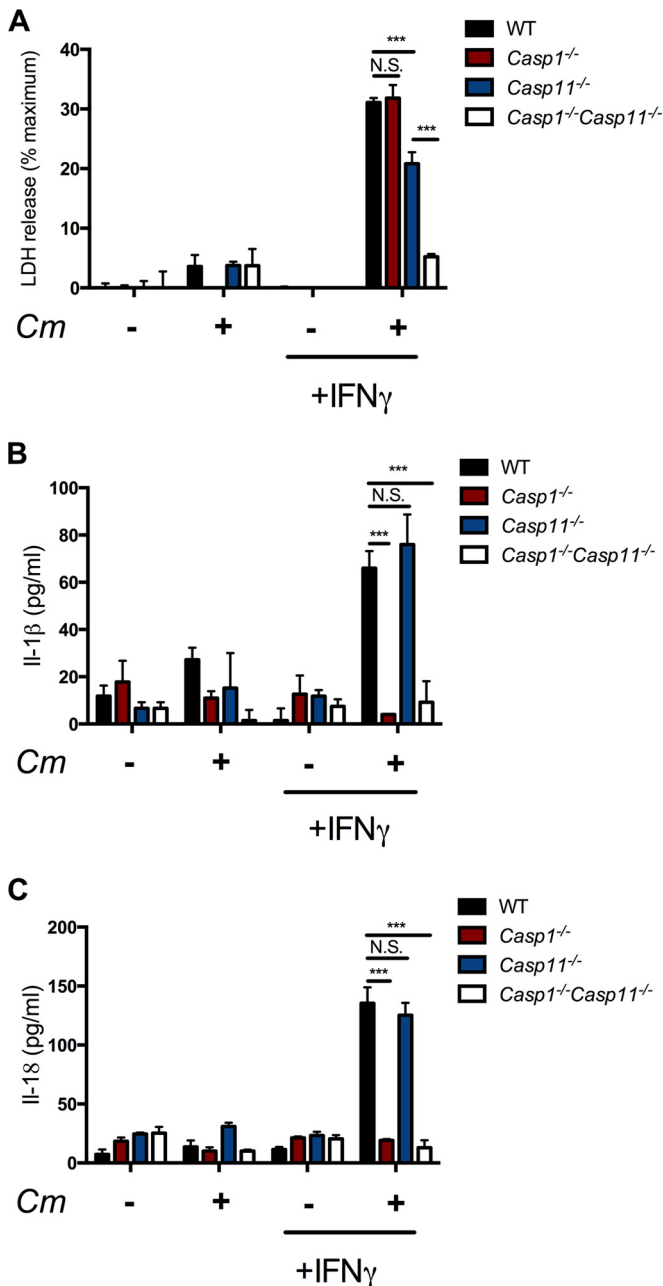 A
LDH release (% maximum)
40
30
20
10
0
***
N.S.
***
WT
Casp1-/-
Casp11-/-
Casp1-/-Casp11-/-
Cm - + - +
+IFNγ
B
Il-1β (pg/ml)
100
80
60
40
20
0
***
N.S.
***
WT
Casp1-/-
Casp11-/-
Casp1-/-Casp11-/-
Cm - + - +
+IFNγ
C
Il-18 (pg/ml)
200
150
100
50
0
***
N.S.
***
WT
Casp1-/-
Casp11-/-
Casp1-/-Casp11-/-
Cm - + - +
+IFNγ